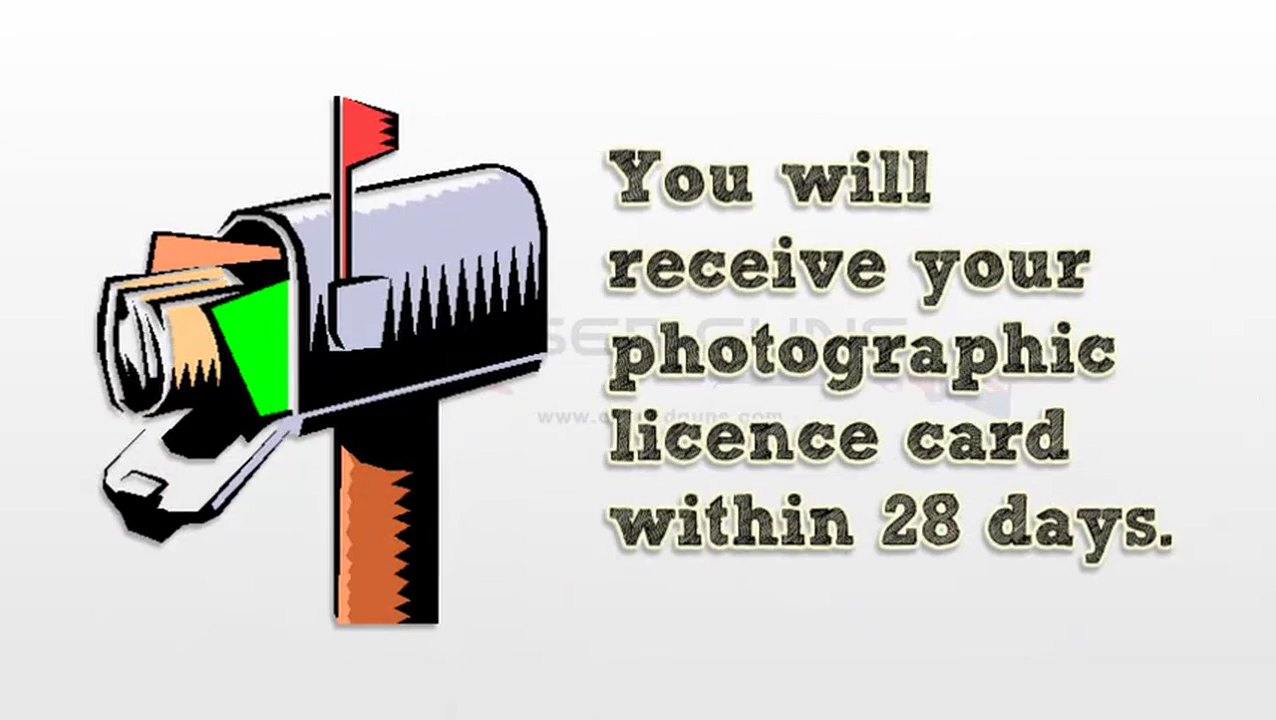 You will
receive your
photographic
licence card
within 28 days.